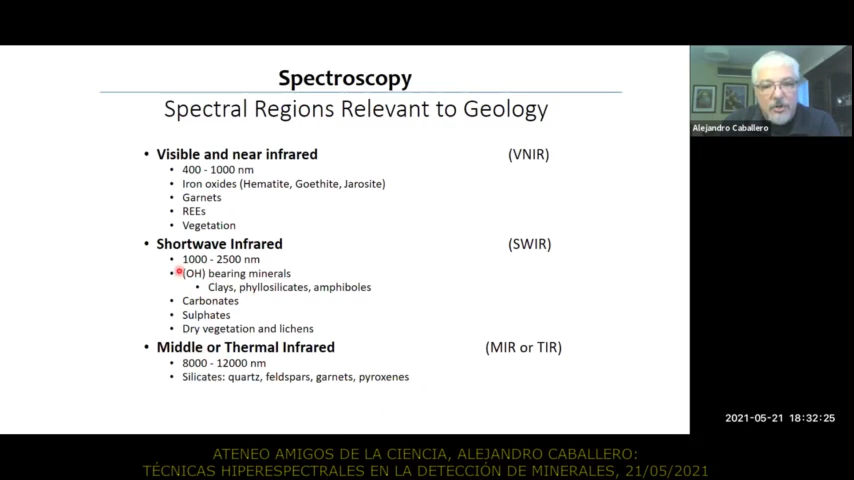 Spectroscopy
Spectral Regions Relevant to Geology
• Visible and near infrared (VNIR)
• 400 - 1000 nm
• Iron oxides (Hematite, Goethite, Jarosite)
• Garnets
• REEs
• Vegetation
• Shortwave Infrared (SWIR)
• 1000 - 2500 nm
• (OH) bearing minerals
• Clays, phyllosilicates, amphiboles
• Carbonates
• Sulphates
• Dry vegetation and lichens
• Middle or Thermal Infrared (MIR or TIR)
• 8000 - 12000 nm
• Silicates: quartz, feldspars, garnets, pyroxenes
Alejandro Caballero
2021-05-21 18:32:25
ATENEO AMIGOS DE LA CIENCIA, ALEJANDRO CABALLERO:
TÉCNICAS HIPERESPECTRALES EN LA DETECCIÓN DE MINERALES, 21/05/2021